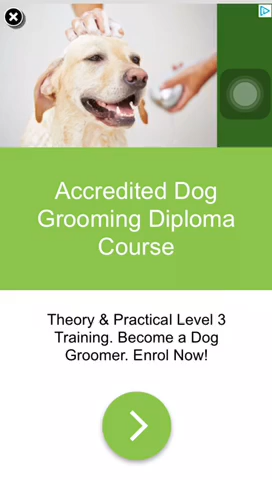 Accredited Dog
Grooming Diploma
Course
Theory & Practical Level 3
Training. Become a Dog
Groomer. Enrol Now!